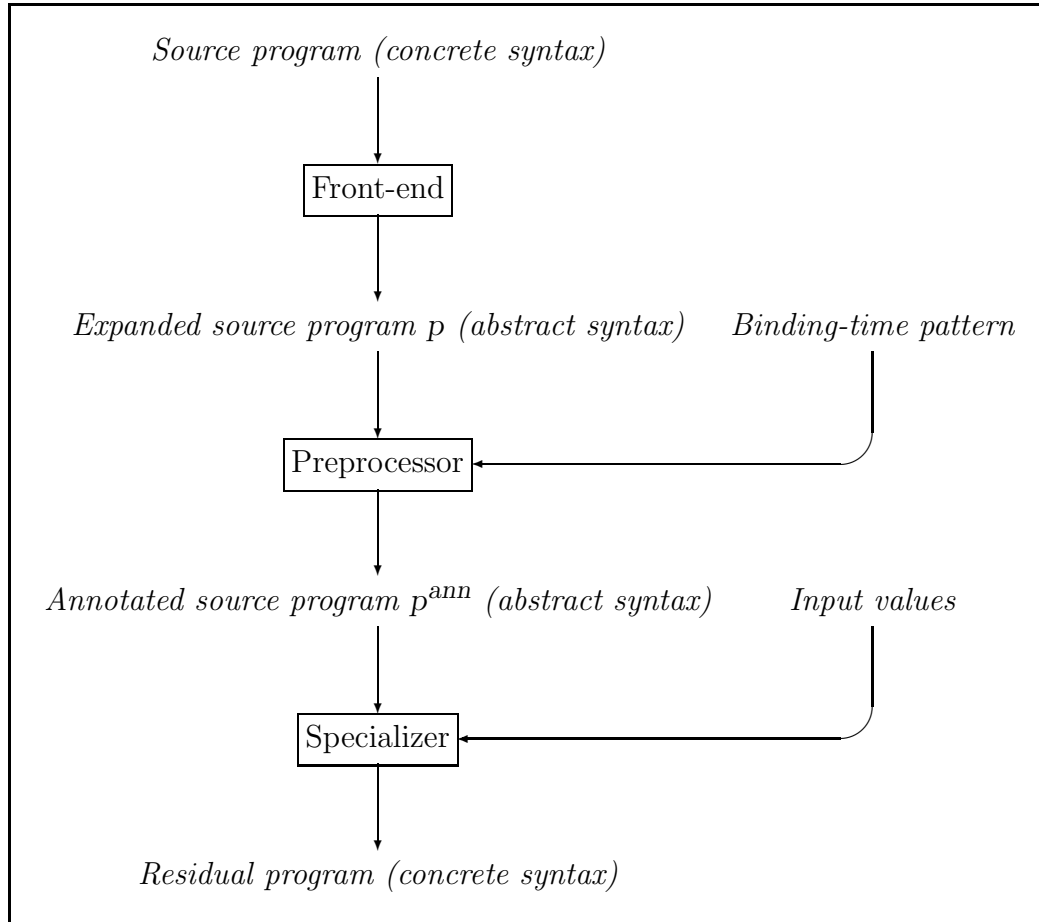 Source program (concrete syntax)
Front-end
Expanded source program p (abstract syntax) Binding-time pattern
Preprocessor
Annotated source program p^ann (abstract syntax) Input values
Specializer
Residual program (concrete syntax)